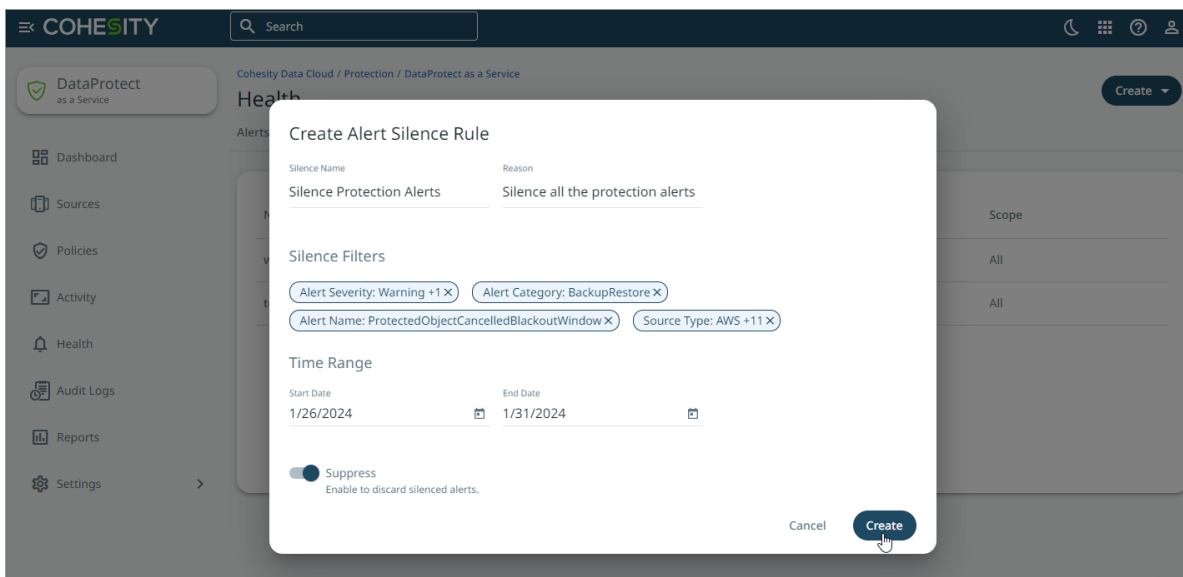 COHESITY
Search
DataProtect
as a Service
Dashboard
Sources
Policies
Activity
Health
Audit Logs
Reports
Settings
Cohesity Data Cloud / Protection / DataProtect as a Service
Health
Create
Alerts
Scope
All
All
Create Alert Silence Rule
Silence Name
Reason
Silence Protection Alerts
Silence all the protection alerts
Silence Filters
Alert Severity: Warning +1
Alert Category: BackupRestore
Alert Name: ProtectedObjectCancelledBlackoutWindow
Source Type: AWS +11
Time Range
Start Date
End Date
1/26/2024
1/31/2024
Suppress
Enable to discard silenced alerts.
Cancel
Create